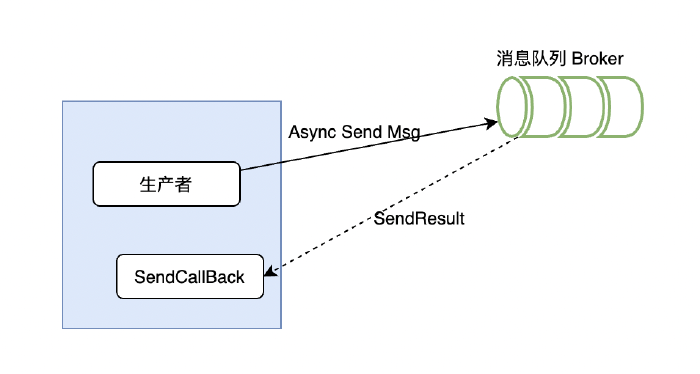 消息队列 Broker
Async Send Msg
生产者
SendResult
SendCallBack